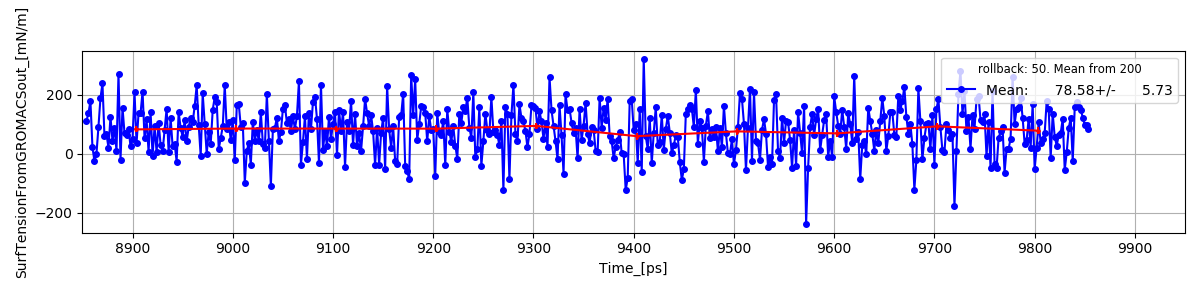 SurfTensionFromGROMACSout_[mN/m]
200
0
−200
rollback: 50. Mean from 200
Mean: 78.58+/- 5.73
8900 9000 9100 9200 9300 9400 9500 9600 9700 9800 9900
Time_[ps]